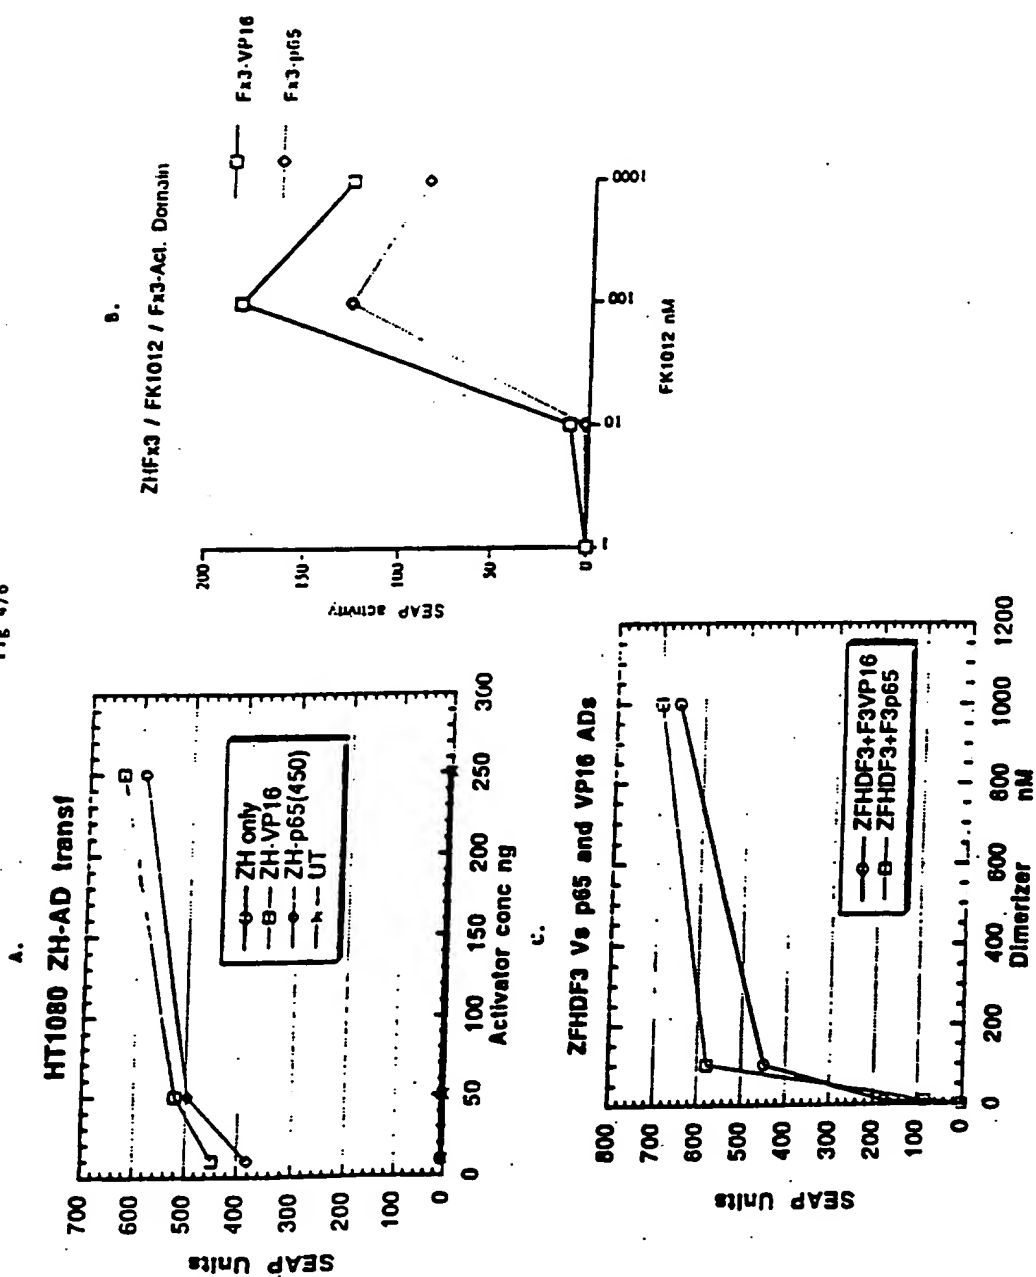 A.
HT1080 ZH-AD transf
SEAP Units
700
600
500
400
300
200
100
0
0
50
100
150
200
250
300
Activator conc ng
ZH only
ZH-VP16
ZH-p65(450)
UT
B.
ZHFx3 / FK1012 / Fx3-Act. Domain
SEAP activity
200
150
100
50
0
1
10
100
1000
FK1012 nM
Fx3-VP16
Fx3-p65
C.
ZFHDF3 Vs p65 and VP16 ADs
SEAP Units
800
700
600
500
400
300
200
100
0
0
200
400
600
800
1000
1200
Dimerizer
nM
ZFHDF3+F3VP16
ZFHDF3+F3p65